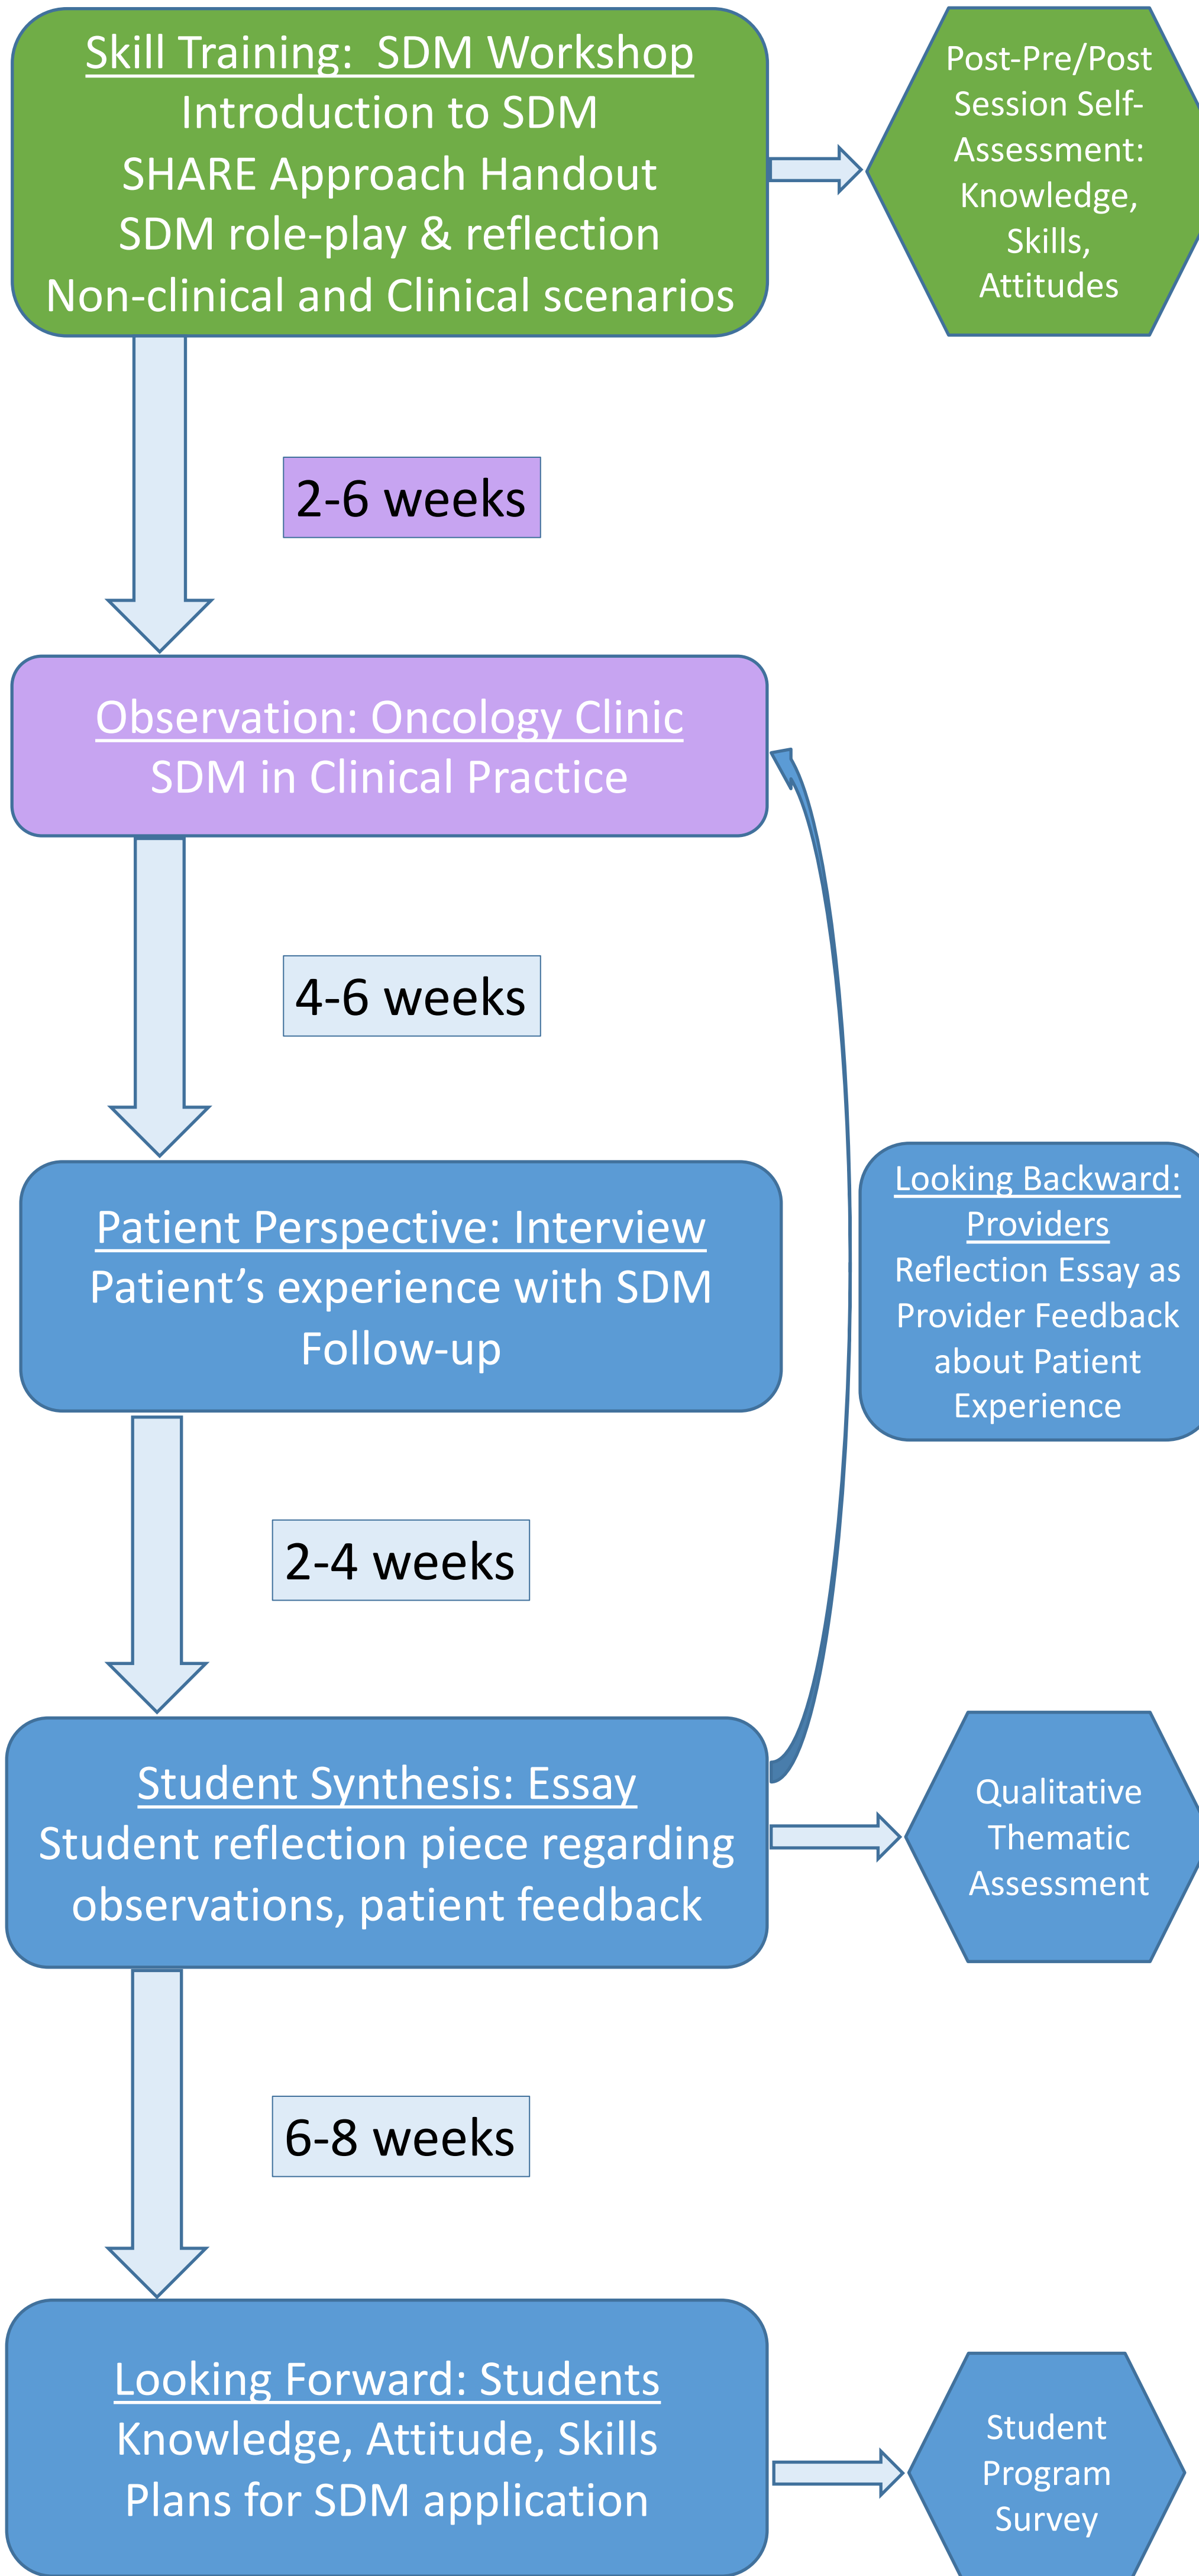 Skill Training:  SDM Workshop
Introduction to SDM
SHARE Approach Handout
SDM role-play & reflection
Non-clinical and Clinical scenarios
Post-Pre/Post
Session Self-
Assessment:
Knowledge,
Skills,
Attitudes
2-6 weeks
Observation: Oncology Clinic
SDM in Clinical Practice
4-6 weeks
Patient Perspective: Interview
Patient’s experience with SDM
Follow-up
Looking Backward:
Providers
Reflection Essay as
Provider Feedback
about Patient
Experience
2-4 weeks
Student Synthesis: Essay
Student reflection piece regarding
observations, patient feedback
Qualitative
Thematic
Assessment
6-8 weeks
Looking Forward: Students
Knowledge, Attitude, Skills
Plans for SDM application
Student
Program
Survey